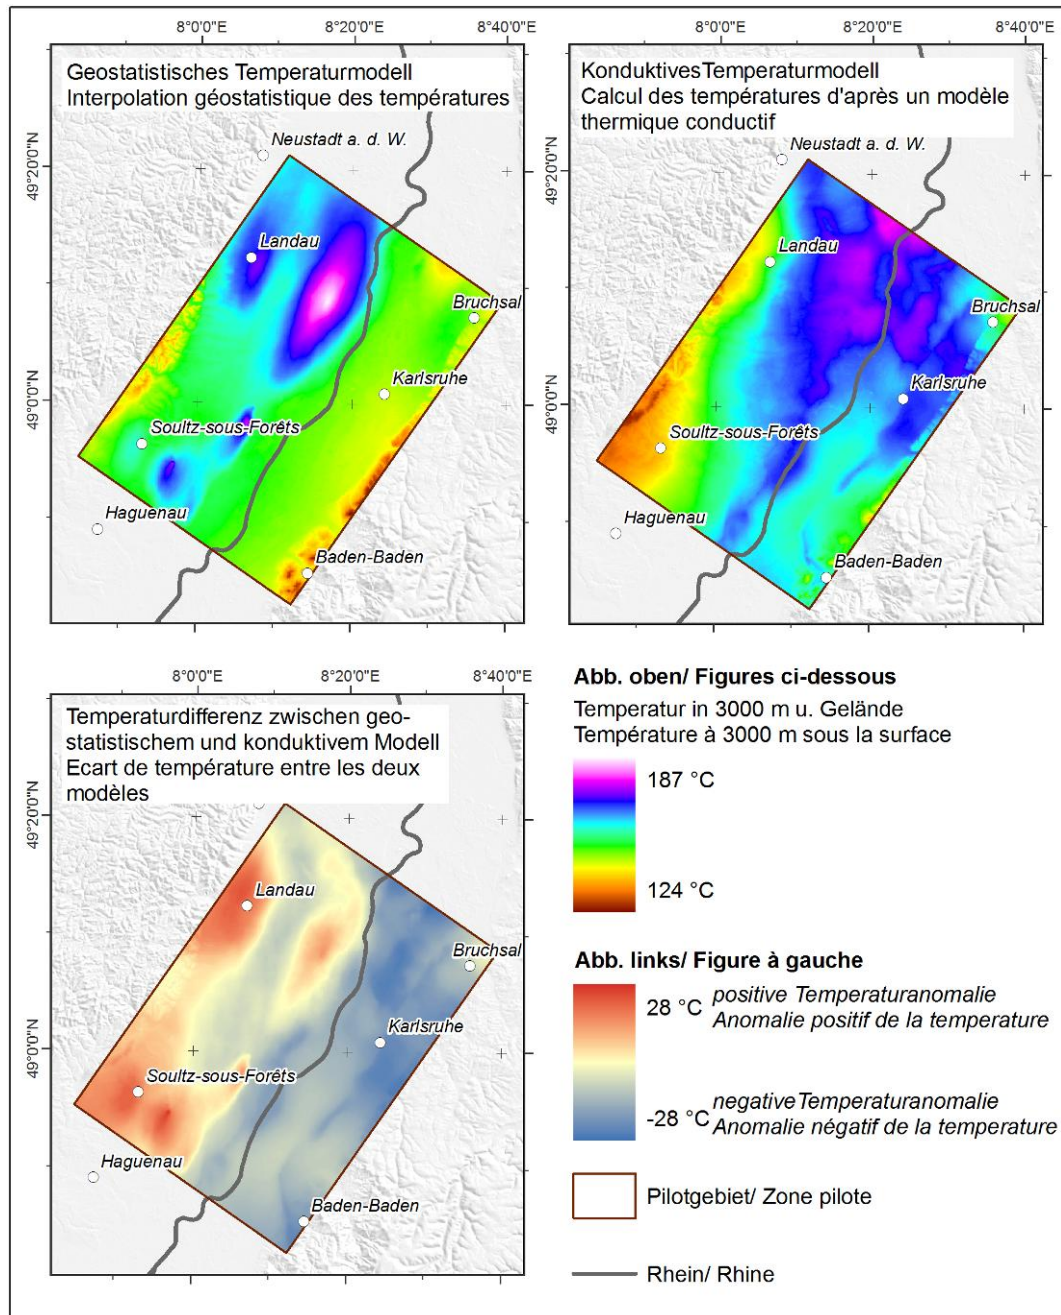 8°0'0"E
8°20'0"E
8°40'0"E
49°20'0"N
49°0'0"N
Geostatistisches Temperaturmodell
Interpolation géostatistique des températures
Neustadt a. d. W.
Landau
Bruchsal
Karlsruhe
Soultz-sous-Forêts
Haguenau
Baden-Baden
8°0'0"E
8°20'0"E
8°40'0"E
49°20'0"N
49°0'0"N
KonduktivesTemperaturmodell
Calcul des températures d'après un modèle
thermique conductif
Neustadt a. d. W.
Landau
Bruchsal
Karlsruhe
Soultz-sous-Forêts
Haguenau
Baden-Baden
8°0'0"E
8°20'0"E
8°40'0"E
49°20'0"N
49°0'0"N
Temperaturdifferenz zwischen geo-
statistischem und konduktivem Modell
Ecart de température entre les deux
modèles
Landau
Bruchsal
Karlsruhe
Soultz-sous-Forêts
Haguenau
Baden-Baden
Abb. oben/ Figures ci-dessous
Temperatur in 3000 m u. Gelände
Température à 3000 m sous la surface
187 °C
124 °C
Abb. links/ Figure à gauche
28 °C positive Temperaturanomalie
Anomalie positif de la temperature
-28 °C negativeTemperaturanomalie
Anomalie négatif de la temperature
Pilotgebiet/ Zone pilote
Rhein/ Rhine